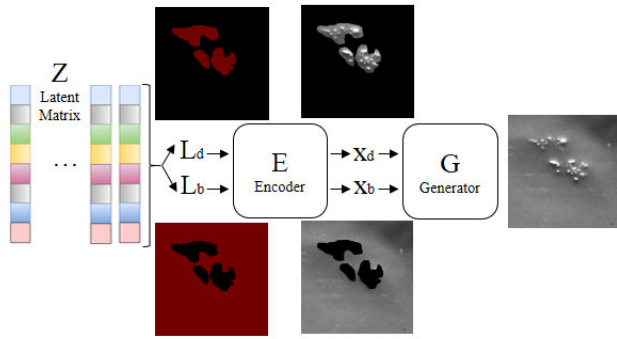 Z
Latent
Matrix
...
Ld
Lb
E
Encoder
xd
xb
G
Generator